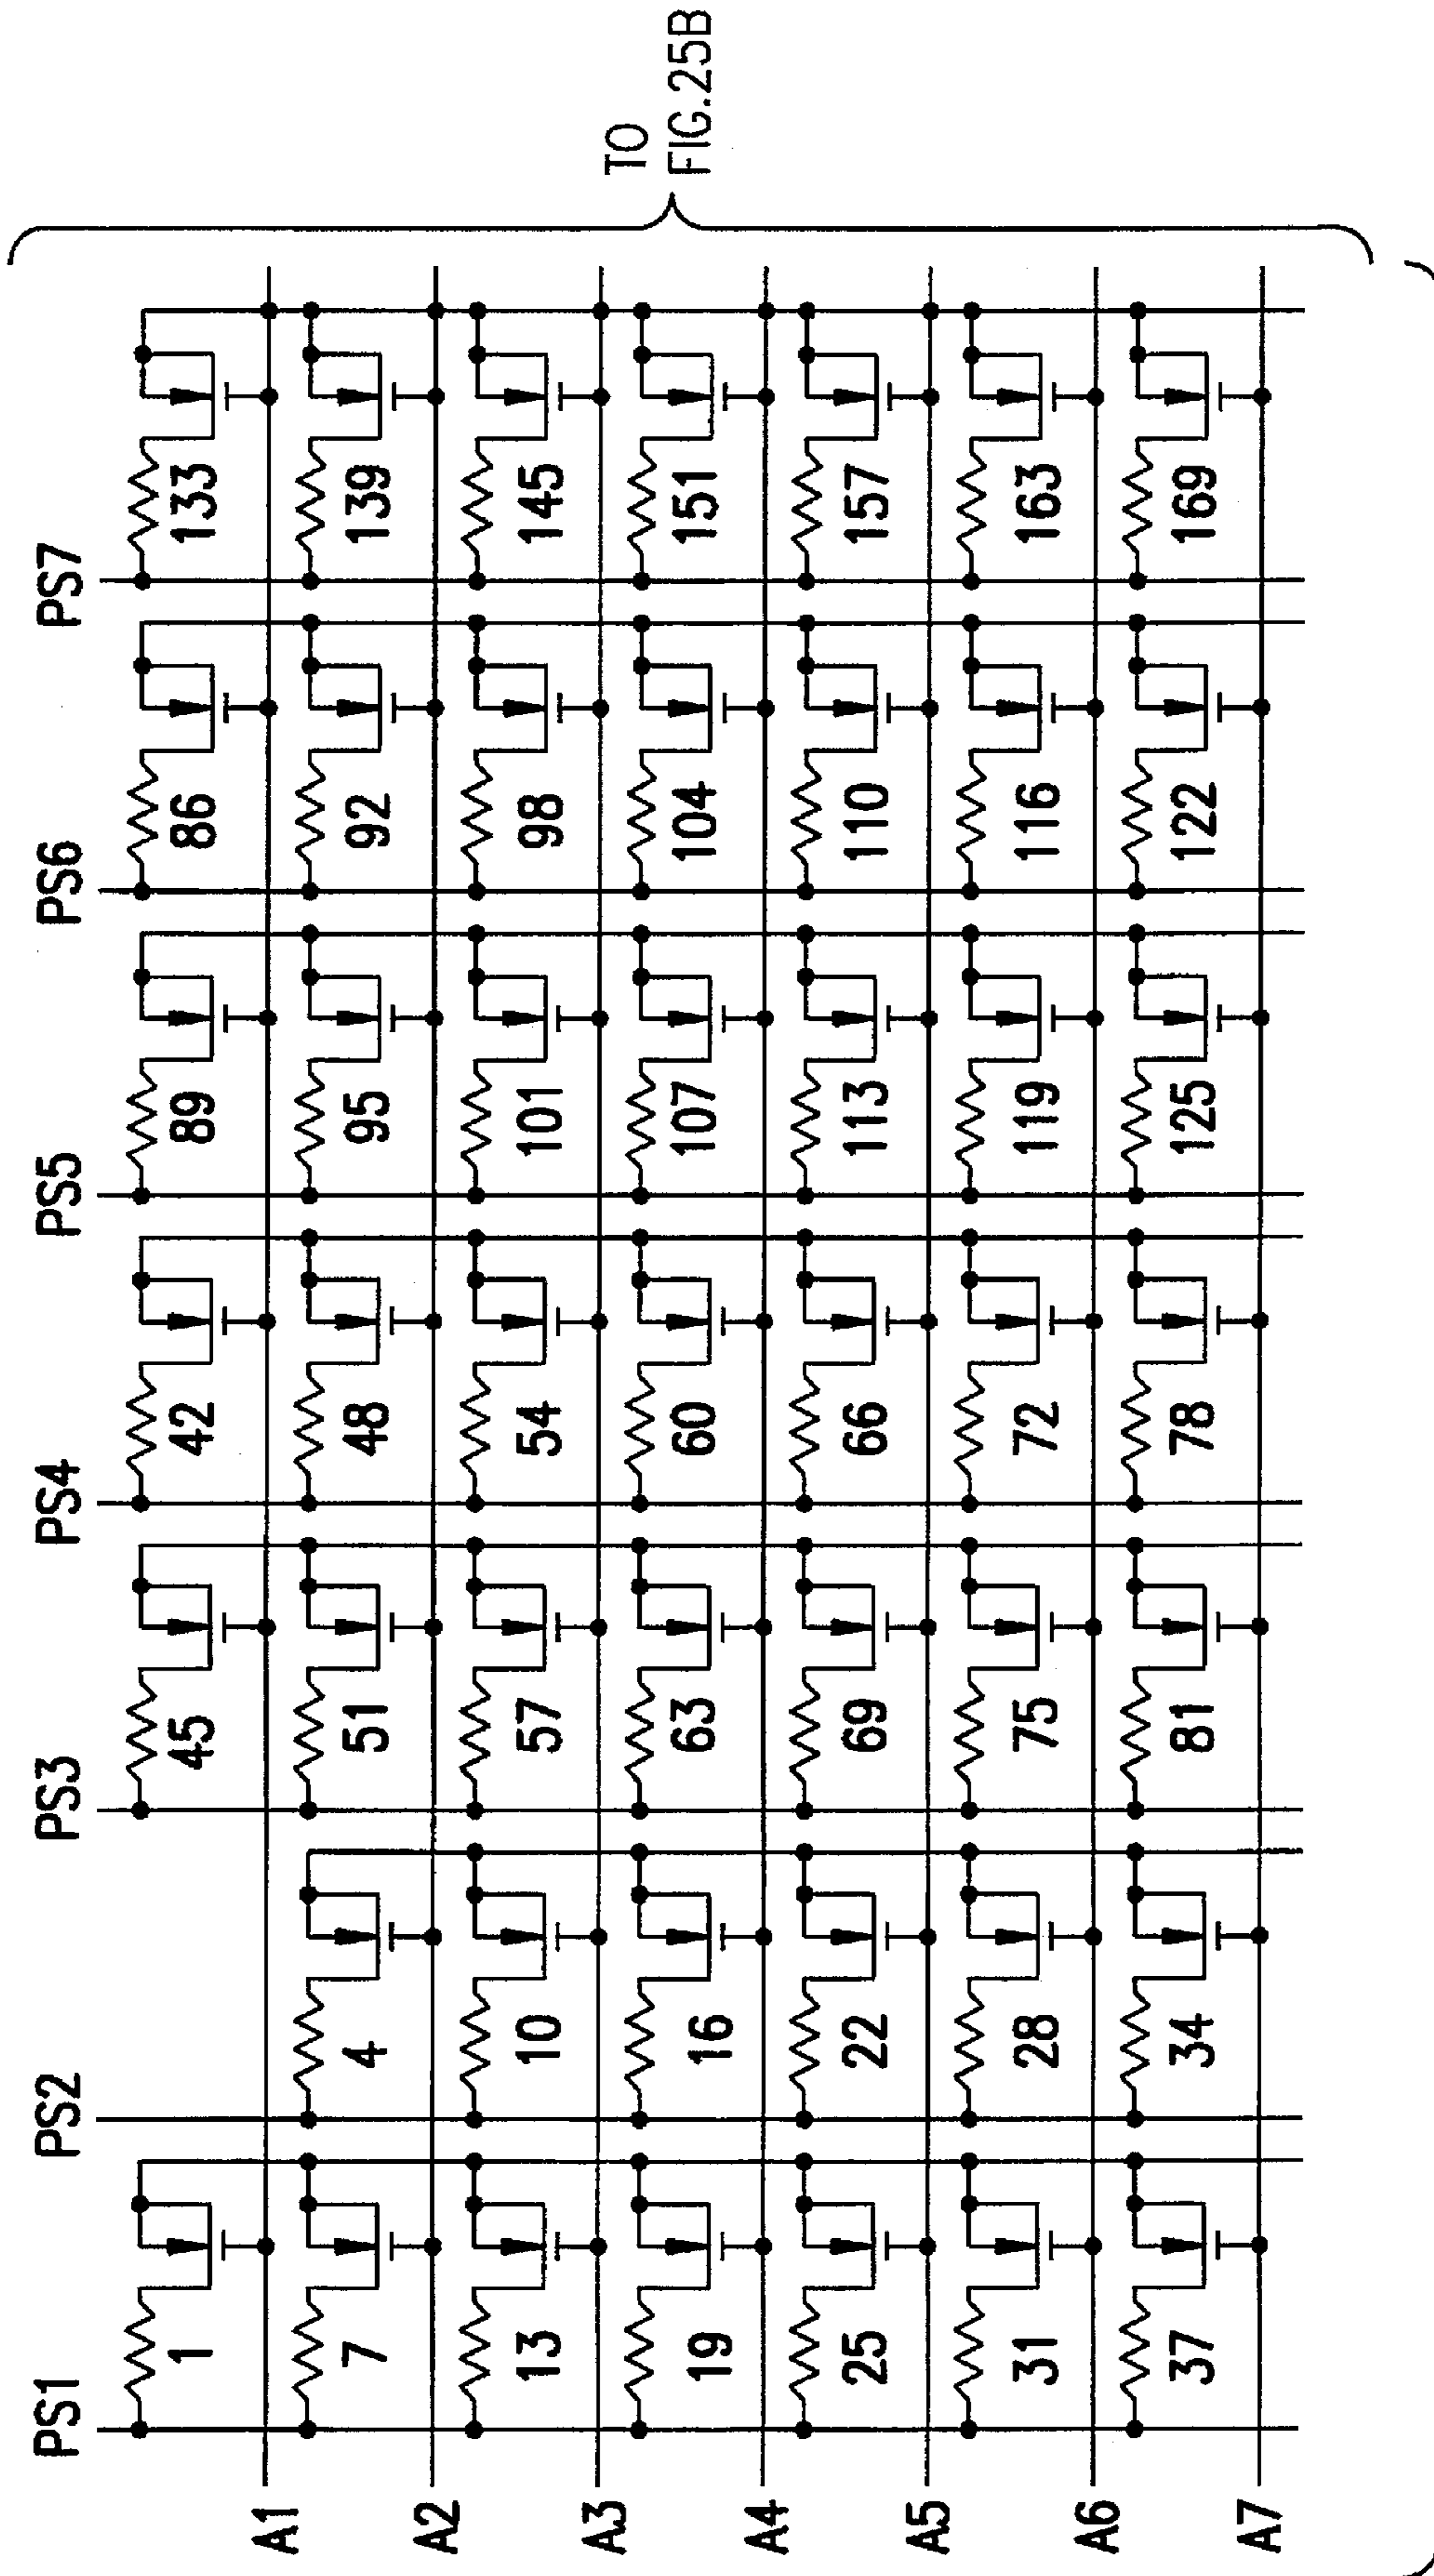 PS1 PS2 PS3 PS4 PS5 PS6 PS7
1 45 42 89 86 133
A1
7 4 51 48 95 92 139
A2
13 10 57 54 101 98 145
A3
19 16 63 60 107 104 151
A4
25 22 69 66 113 110 157
A5
31 28 75 72 119 116 163
A6
37 34 81 78 125 122 169
A7
TO
FIG.25B